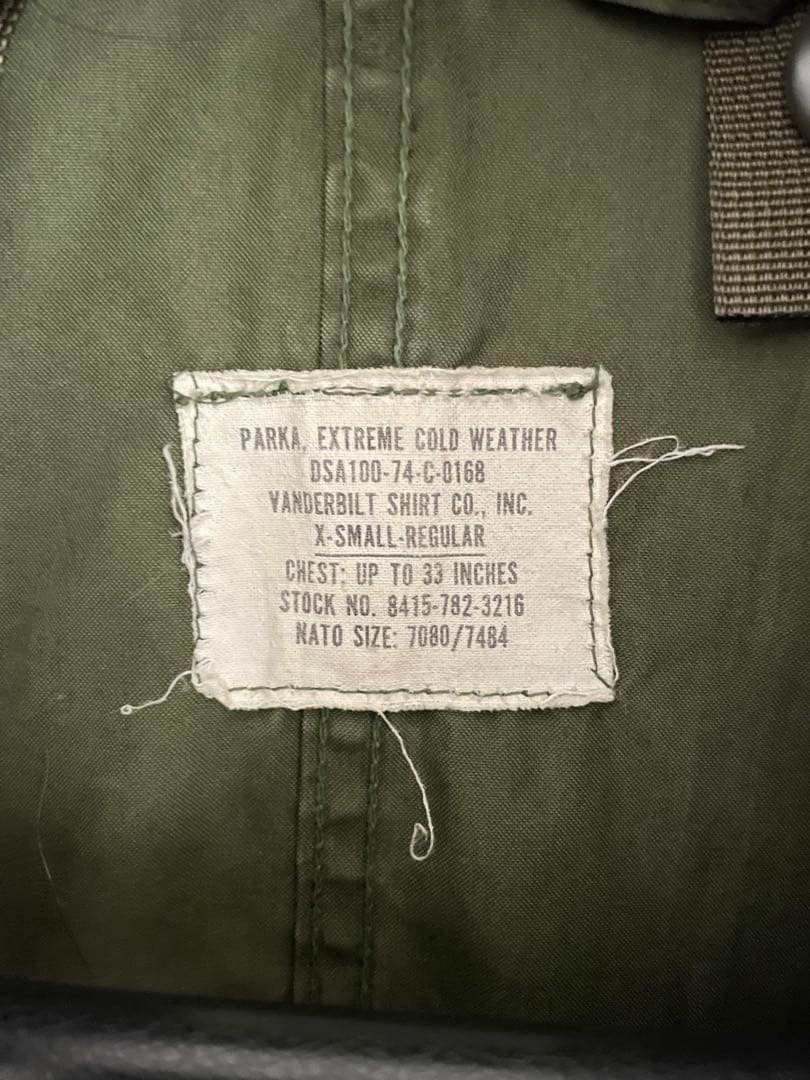 PARKA, EXTREME COLD WEATHER
DSA100-74-C-0168
VANDERBILT SHIRT CO., INC.
X-SMALL-REGULAR
CHEST: UP TO 33 INCHES
STOCK NO. 8415-782-3216
NATO SIZE: 7080/7484